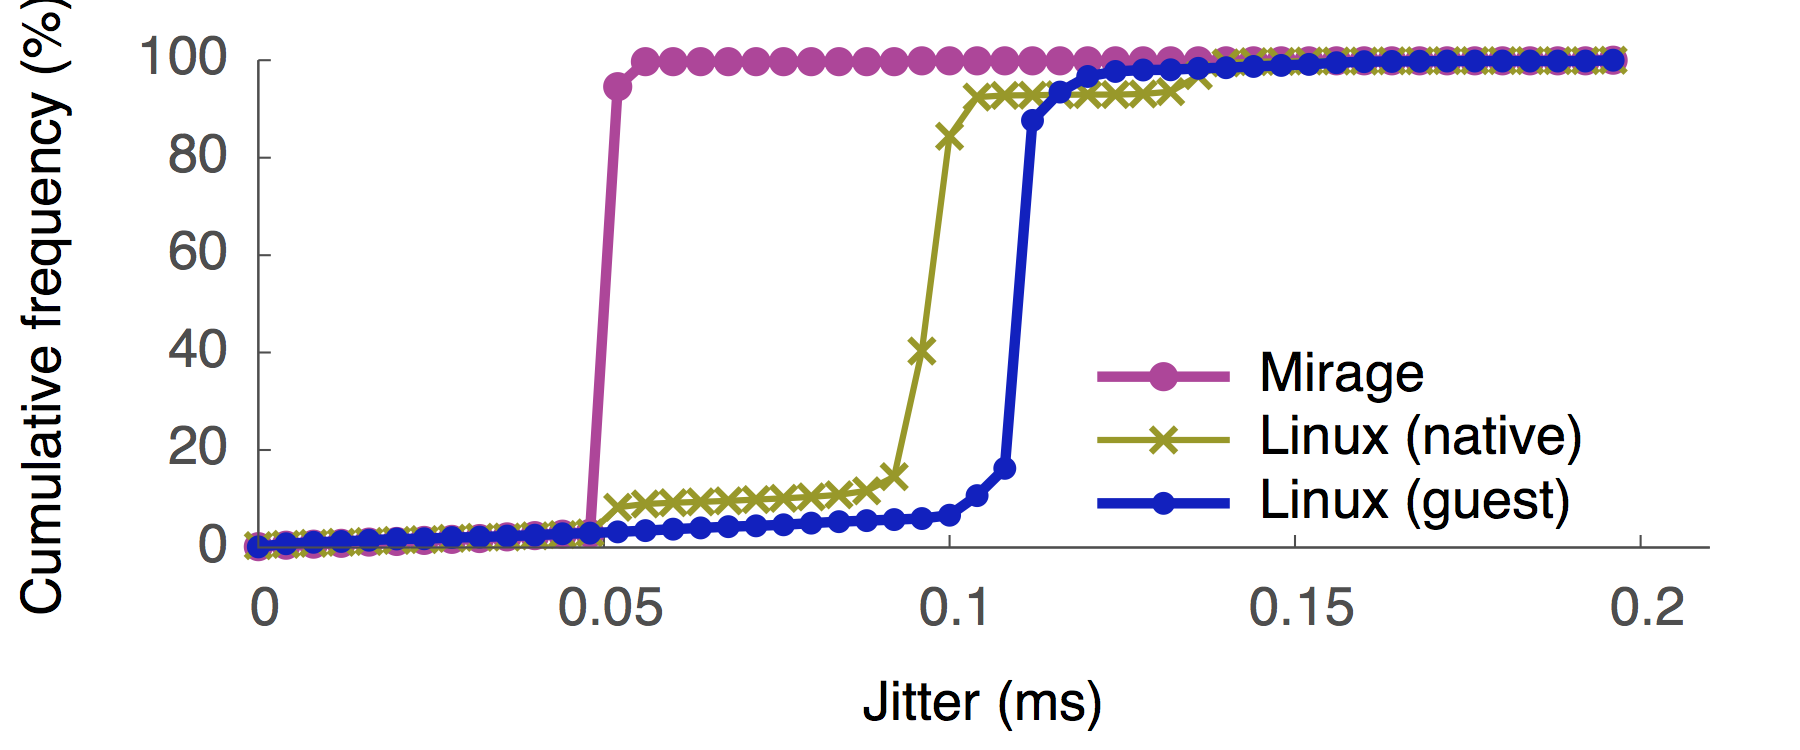 Cumulative frequency (%)
100
80
60
40
20
0
0 0.05 0.1 0.15 0.2
Jitter (ms)
Mirage
Linux (native)
Linux (guest)